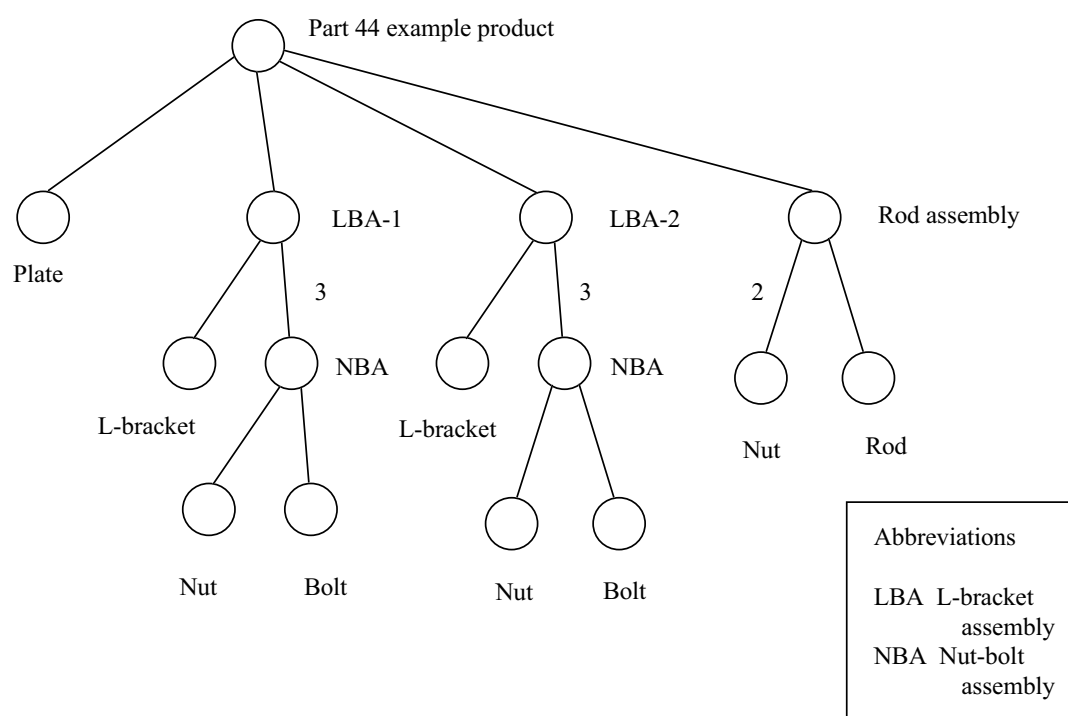 Part 44 example product
LBA-1
LBA-2
Rod assembly
Plate
3
3
2
NBA
NBA
L-bracket
L-bracket
Nut
Rod
Nut
Bolt
Nut
Bolt
Abbreviations
LBA L-bracket
assembly
NBA Nut-bolt
assembly